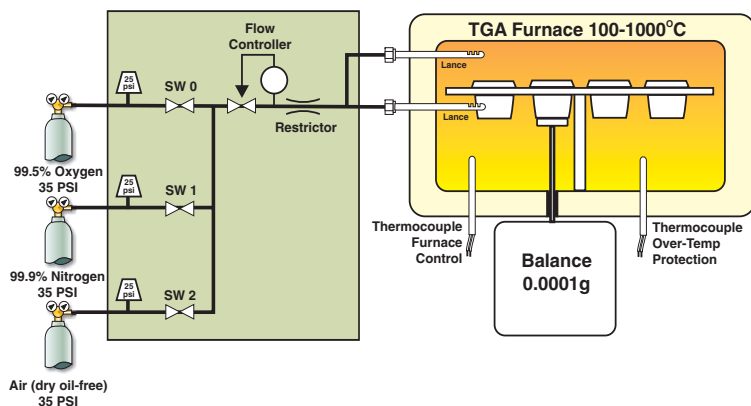 Flow
Controller
25
psi
SW 0
Restrictor
99.5% Oxygen
35 PSI
25
psi
SW 1
99.9% Nitrogen
35 PSI
25
psi
SW 2
Air (dry oil-free)
35 PSI
TGA Furnace 100-1000°C
Lance
Lance
Thermocouple
Furnace
Control
Balance
0.0001g
Thermocouple
Over-Temp
Protection